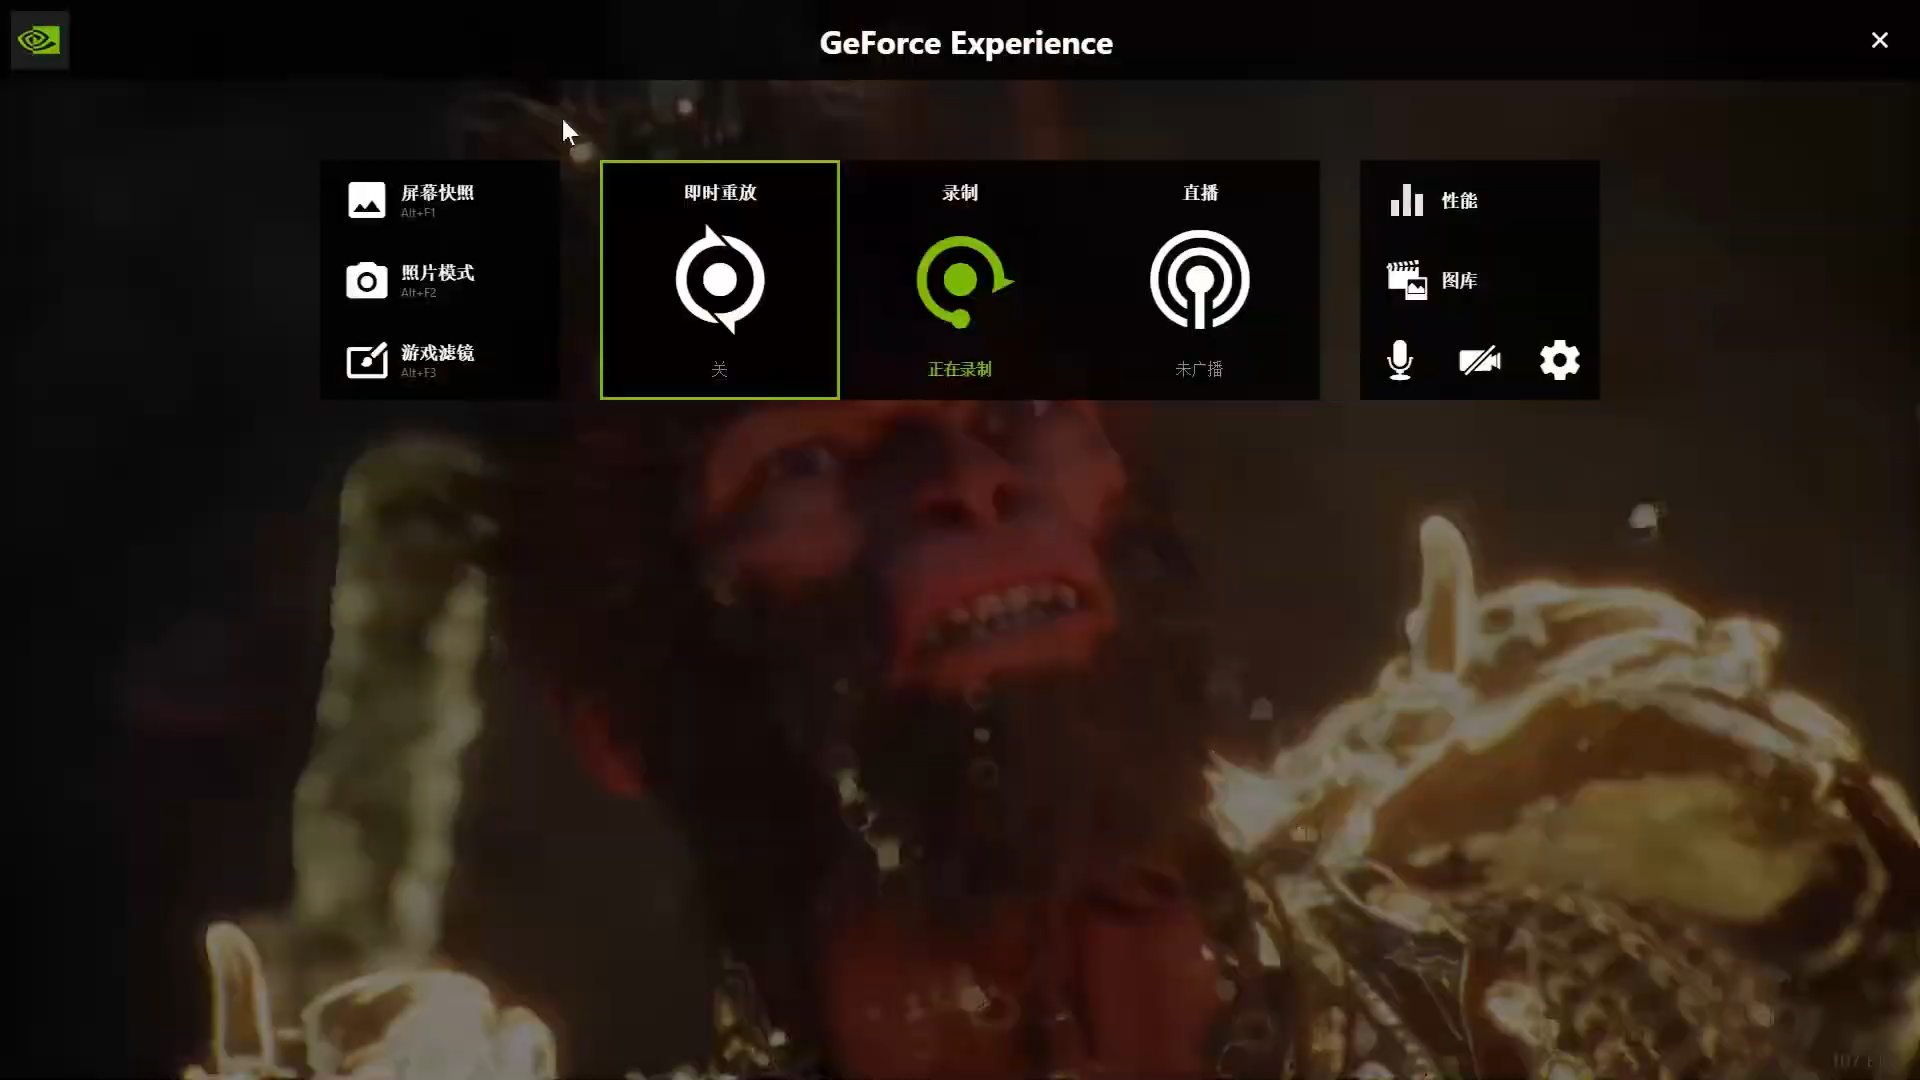 GeForce Experience
屏幕快照
Alt+F1
照片模式
Alt+F2
游戏滤镜
Alt+F3
即时重放
关
录制
正在录制
直播
未广播
性能
图库